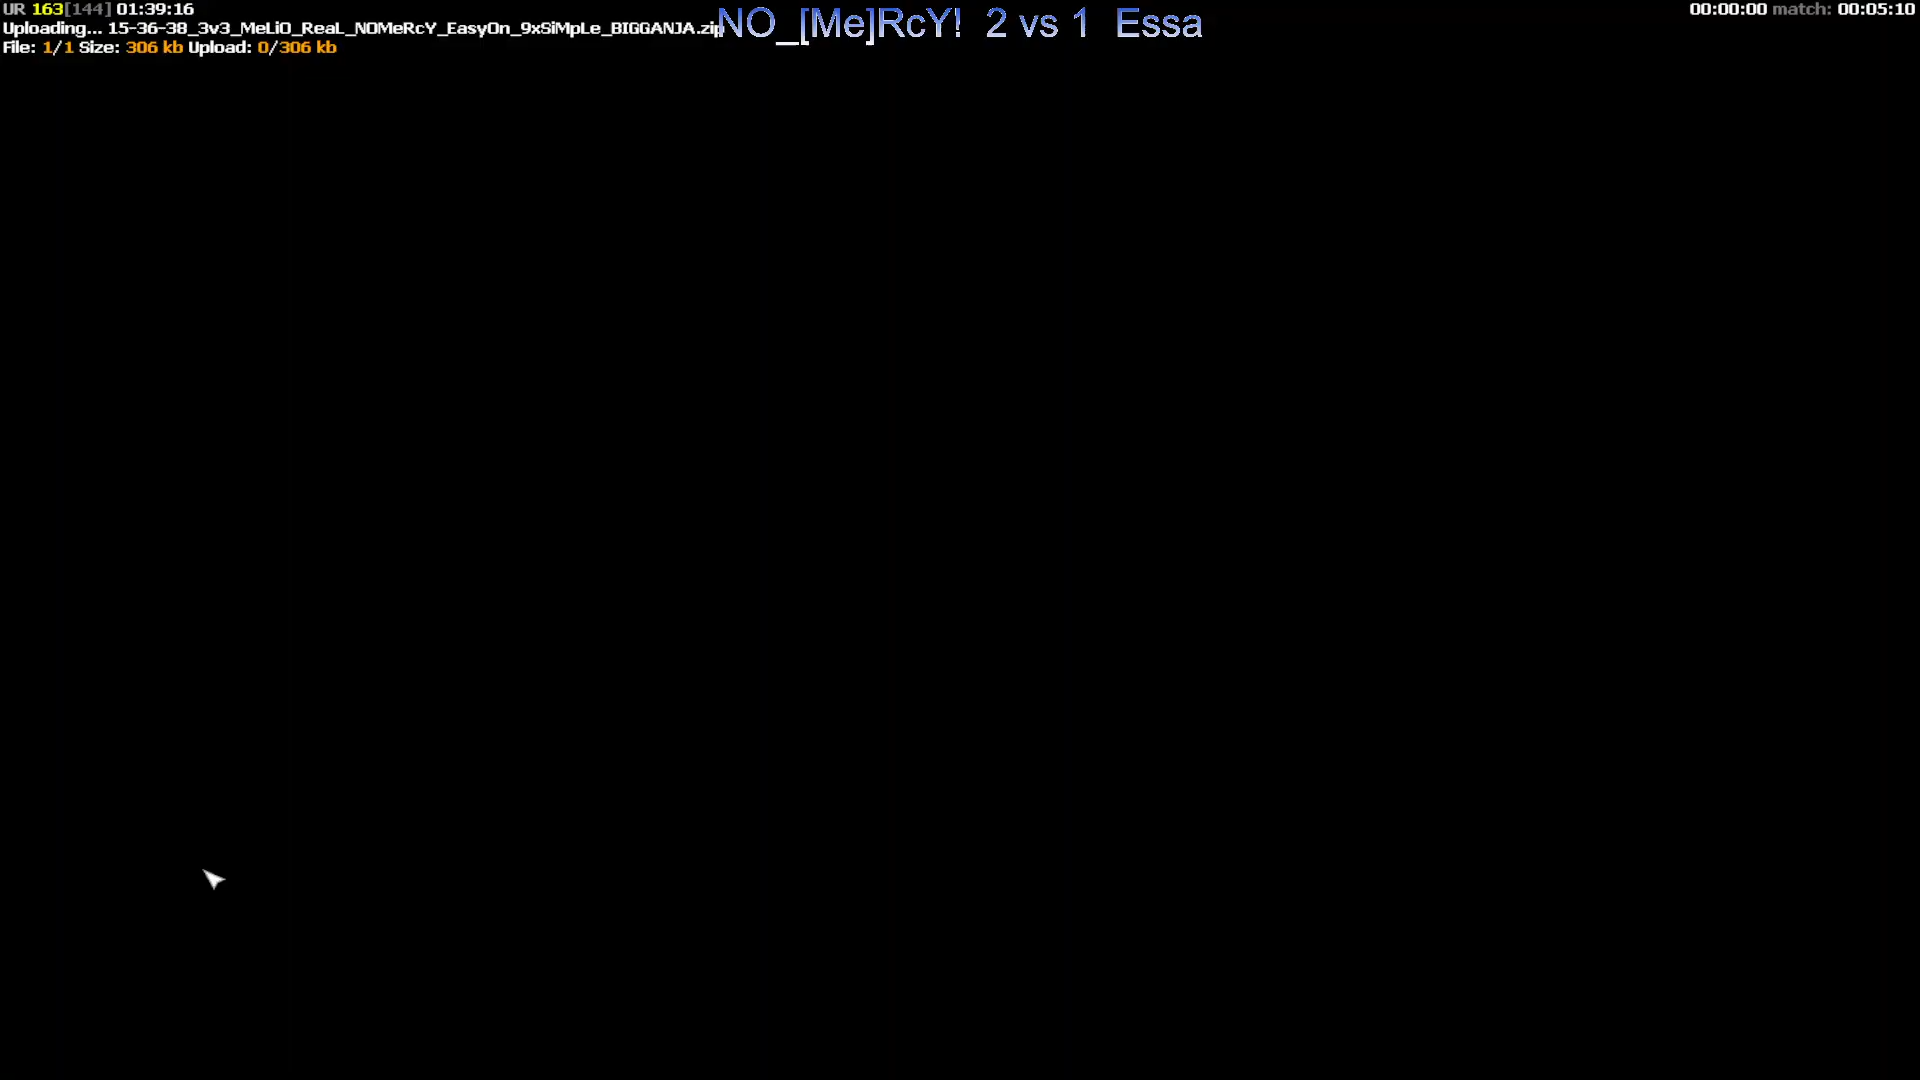 UR 163[144] 01:39:16
NO_[Me]RcY! 2 vs 1 Essa
00:00:00 match: 00:05:10
Uploading... 15-36-38_3v3_MeLiO_ReaL_NOMeRcY_EasyOn_9xSiMpLe_BIGGANJA.zip
File: 1/1 Size: 306 kb Upload: 0/306 kb